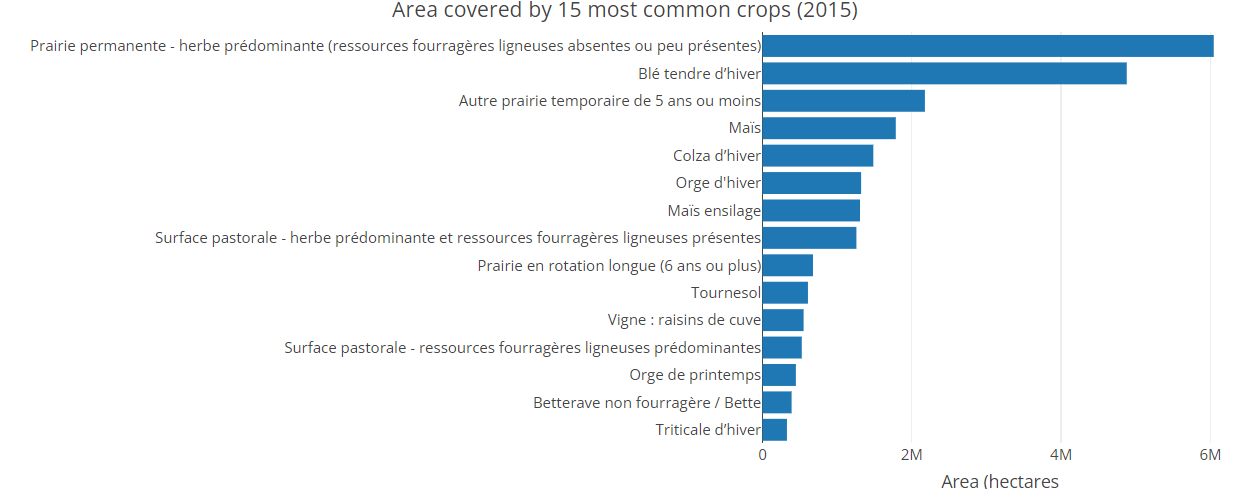 Area covered by 15 most common crops (2015)
Prairie permanente - herbe prédominante (ressources fourragères ligneuses absentes ou peu présentes)
Blé tendre d’hiver
Autre prairie temporaire de 5 ans ou moins
Maïs
Colza d’hiver
Orge d'hiver
Maïs ensilage
Surface pastorale - herbe prédominante et ressources fourragères ligneuses présentes
Prairie en rotation longue (6 ans ou plus)
Tournesol
Vigne : raisins de cuve
Surface pastorale - ressources fourragères ligneuses prédominantes
Orge de printemps
Betterave non fourragère / Bette
Triticale d’hiver
0 2M 4M 6M
Area (hectares